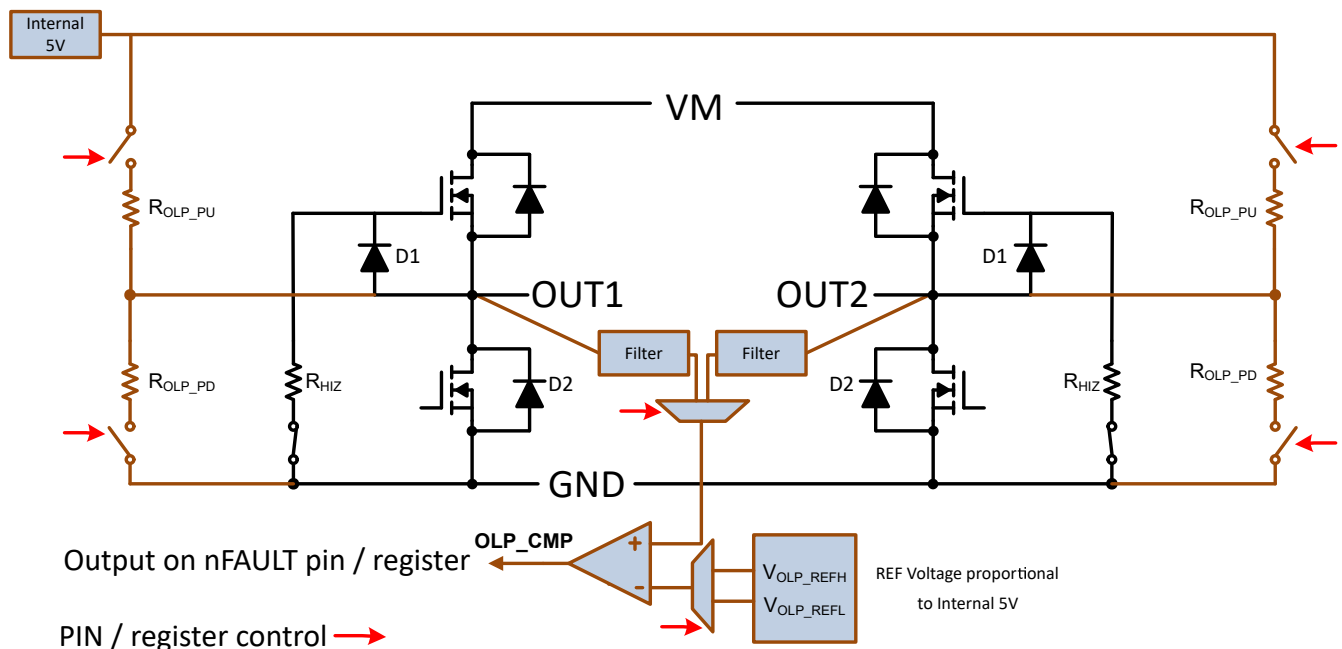 Internal
5V
VM
R_OLP_PU
R_OLP_PU
D1
D1
OUT1
OUT2
Filter
Filter
R_OLP_PD
R_HIZ
D2
D2
R_HIZ
R_OLP_PD
GND
OLP_CMP
+
-
Output on nFAULT pin / register
V_OLP_REFH
V_OLP_REFL
REF Voltage proportional
to Internal 5V
PIN / register control